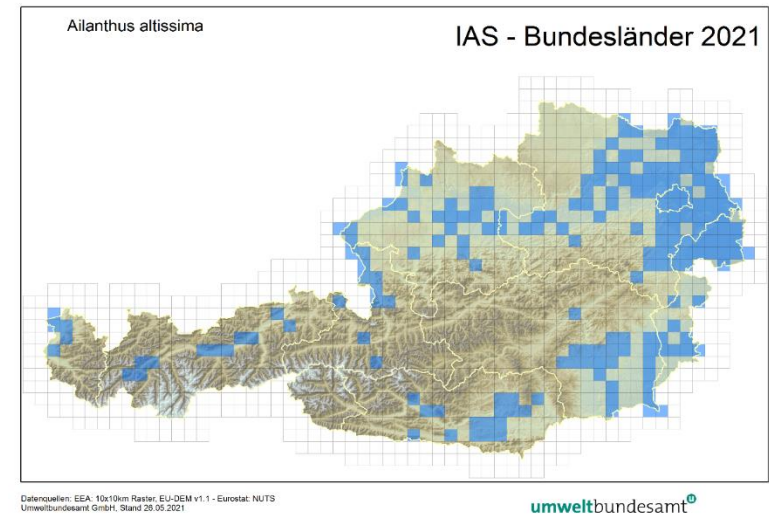 Ailanthus altissima
IAS - Bundesländer 2021
Datenquellen: EEA: 10x10km Raster, EU-DEM v1.1 - Eurostat: NUTS
Umweltbundesamt GmbH, Stand 26.05.2021
umweltbundesamt